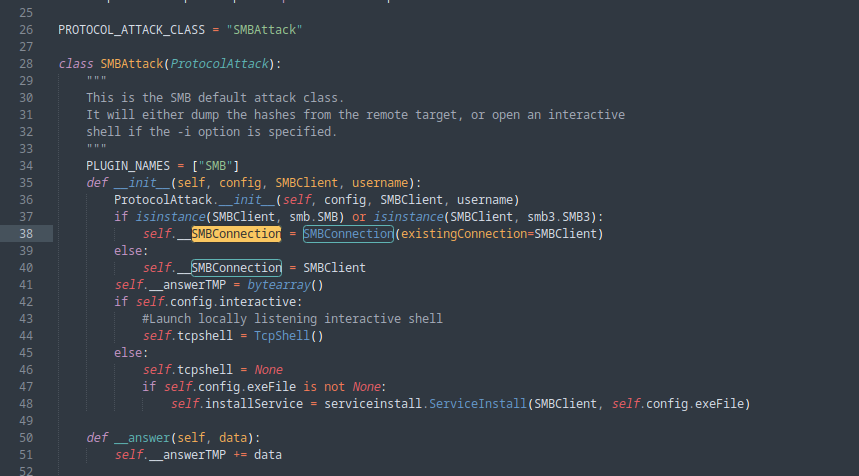 25
26 PROTOCOL_ATTACK_CLASS = "SMBAttack"
27
28 class SMBAttack(ProtocolAttack):
29     """
30     This is the SMB default attack class.
31     It will either dump the hashes from the remote target, or open an interactive
32     shell if the -i option is specified.
33     """
34     PLUGIN_NAMES = ["SMB"]
35     def __init__(self, config, SMBClient, username):
36         ProtocolAttack.__init__(self, config, SMBClient, username)
37         if isinstance(SMBClient, smb.SMB) or isinstance(SMBClient, smb3.SMB3):
38             self.__SMBConnection = SMBConnection(existingConnection=SMBClient)
39         else:
40             self.__SMBConnection = SMBClient
41         self.__answerTMP = bytearray()
42         if self.config.interactive:
43             #Launch locally listening interactive shell
44             self.tcpshell = TcpShell()
45         else:
46             self.tcpshell = None
47             if self.config.exeFile is not None:
48                 self.installService = serviceinstall.ServiceInstall(SMBClient, self.config.exeFile)
49
50     def __answer(self, data):
51         self.__answerTMP += data
52